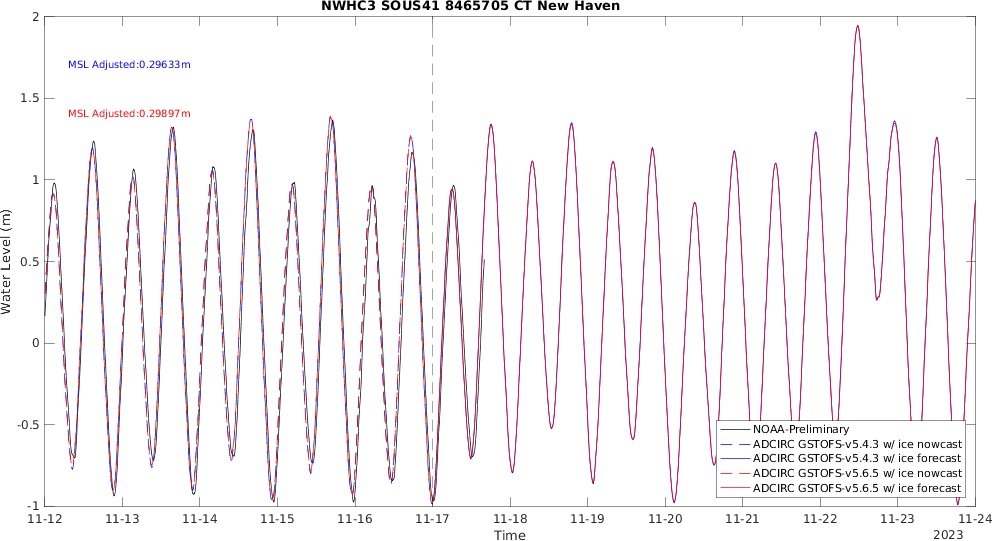 NWHC3 SOUS41 8465705 CT New Haven
2
1.5
1
0.5
0
-0.5
-1
Water Level (m)
MSL Adjusted:0.29633m
MSL Adjusted:0.29897m
NOAA-Preliminary
ADCIRC GSTOFS-v5.4.3 w/ ice nowcast
ADCIRC GSTOFS-v5.4.3 w/ ice forecast
ADCIRC GSTOFS-v5.6.5 w/ ice nowcast
ADCIRC GSTOFS-v5.6.5 w/ ice forecast
11-12 11-13 11-14 11-15 11-16 11-17 11-18 11-19 11-20 11-21 11-22 11-23 11-24
Time
2023